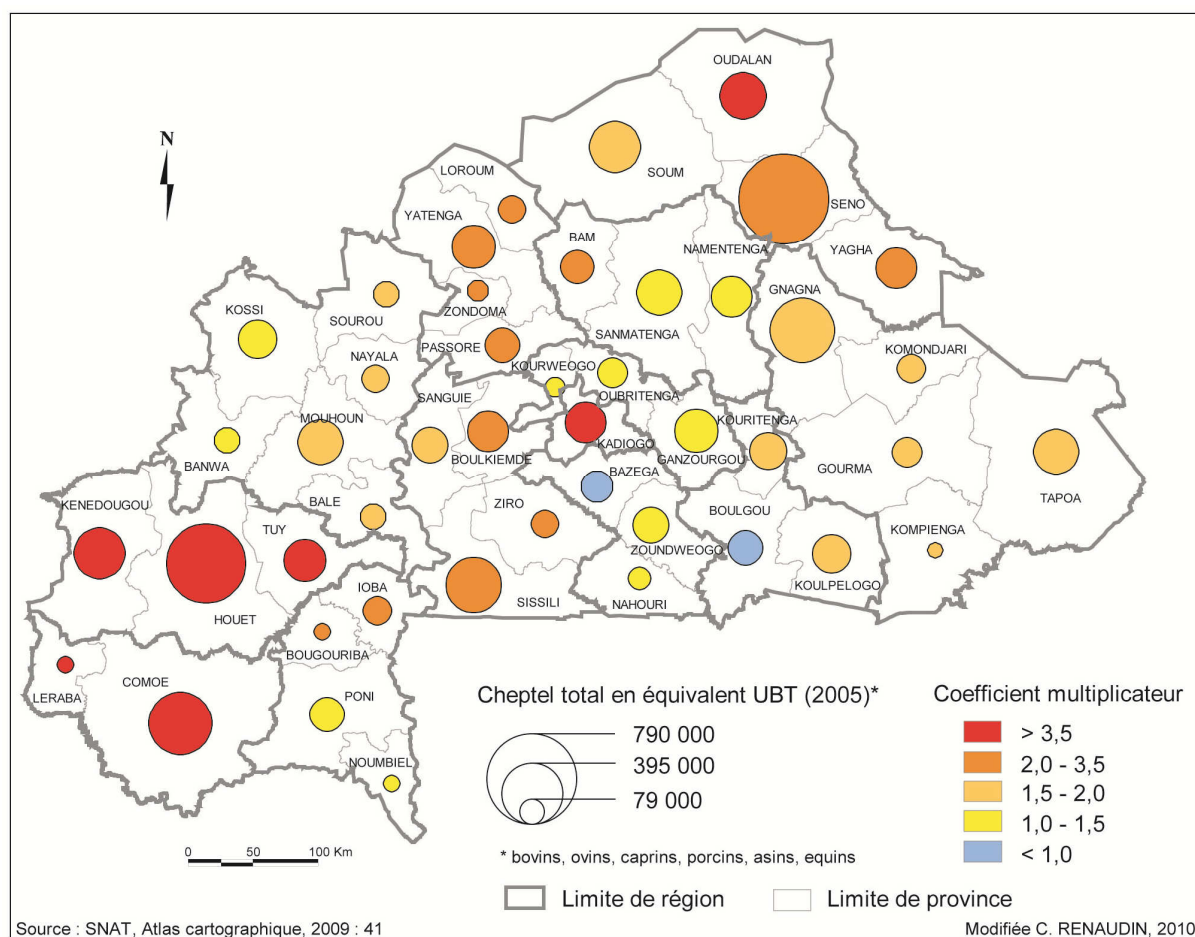 OUDALAN
N
SOUM
LOROUM
SENO
YATENGA
BAM
NAMENTENGA
YAGHA
KOSSI
SOUROU
ZONDOMA
GNAGNA
SANMATENGA
NAYALA
PASSORE
KOMONDJARI
KOURWEOGO
SANGUIE
OUBRITENGA
MOUHOUN
KOURITENGA
KADIOGO
BANWA
BOULKIEMDE
GANZOURGOU
GOURMA
BAZEGA
TAPOA
KENEDOUGOU
BALE
ZIRO
BOULGOU
TUY
KOMPIENGA
ZOUNDWEOGO
KOULPELOGO
IOBA
SISSILI
NAHOURI
HOUET
BOUGOURIBA
LERABA
COMOE
PONI
NOUMBIEL
Cheptel total en équivalent UBT (2005)*
790 000
395 000
79 000
* bovins, ovins, caprins, porcins, asins, equins
Coefficient multiplicateur
> 3,5
2,0 - 3,5
1,5 - 2,0
1,0 - 1,5
< 1,0
0 50 100 Km
Limite de région Limite de province
Source : SNAT, Atlas cartographique, 2009 : 41 Modifiée C. RENAUDIN, 2010